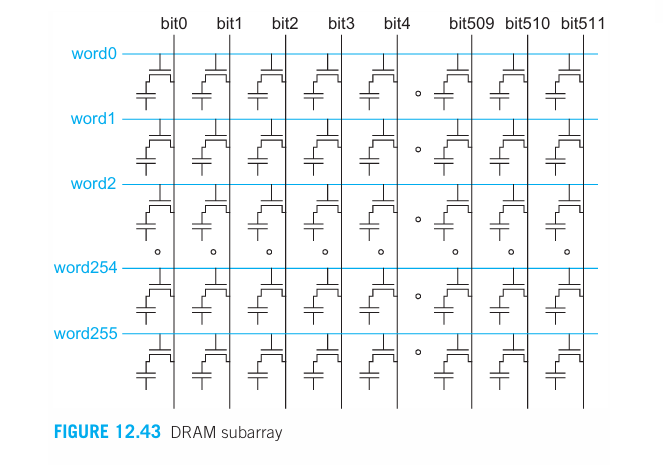 bit0 bit1 bit2 bit3 bit4 bit509 bit510 bit511
word0
word1
word2
word254
word255
FIGURE 12.43 DRAM subarray